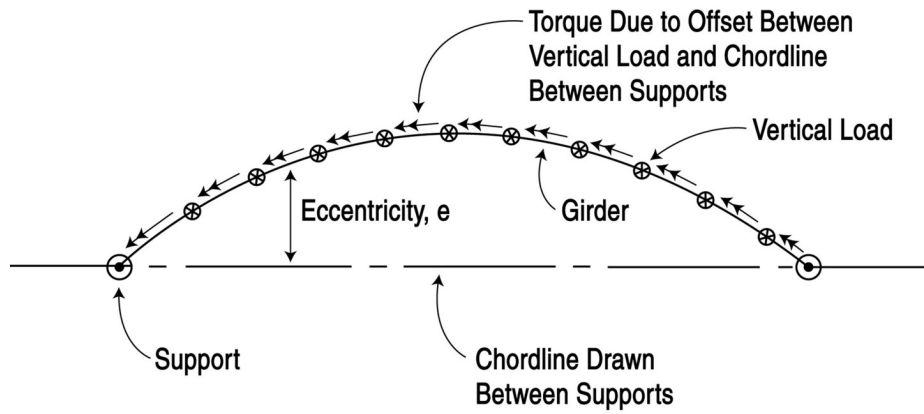 Torque Due to Offset Between
Vertical Load and Chordline
Between Supports
Vertical Load
Eccentricity, e
Girder
Support
Chordline Drawn
Between Supports